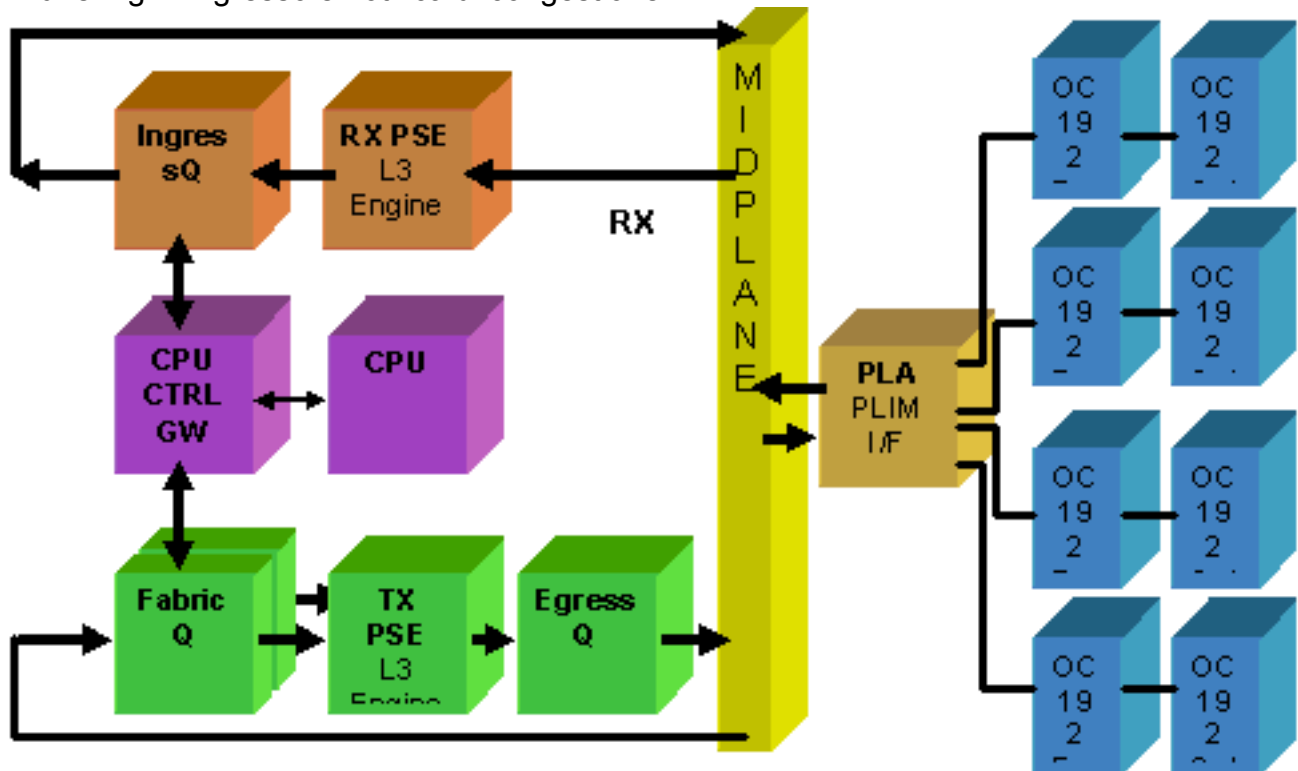 Ingres
sQ
RX PSE
L3
Engine
RX
CPU
CTRL
GW
CPU
Fabric
Q
TX
PSE
L3
Egress
Q
MIDPLANE
PLA
PLIM
I/F
OC
19
2
OC
19
2
OC
19
2
OC
19
2
OC
19
2
OC
19
2
OC
19
2
OC
19
2